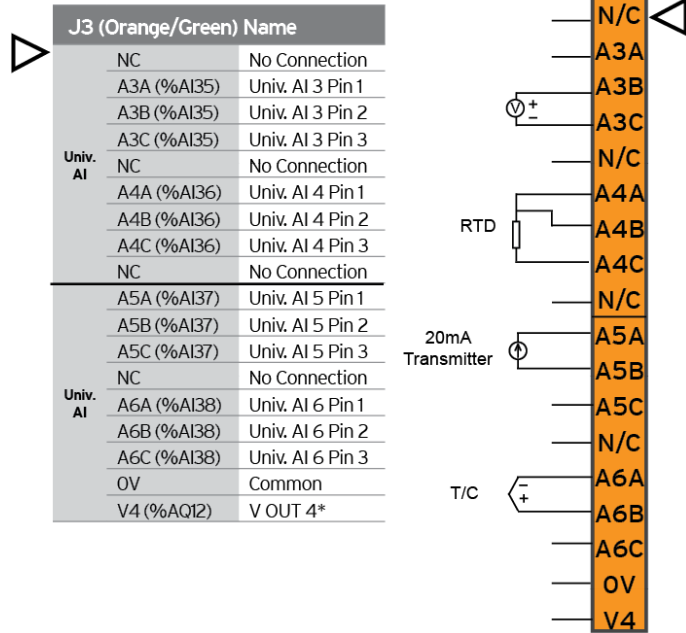 J3 (Orange/Green) Name
NC No Connection
A3A (%AI35) Univ. AI 3 Pin 1
A3B (%AI35) Univ. AI 3 Pin 2
A3C (%AI35) Univ. AI 3 Pin 3
Univ. AI
NC No Connection
A4A (%AI36) Univ. AI 4 Pin 1
A4B (%AI36) Univ. AI 4 Pin 2
A4C (%AI36) Univ. AI 4 Pin 3
NC No Connection
A5A (%AI37) Univ. AI 5 Pin 1
A5B (%AI37) Univ. AI 5 Pin 2
A5C (%AI37) Univ. AI 5 Pin 3
NC No Connection
Univ. AI
A6A (%AI38) Univ. AI 6 Pin 1
A6B (%AI38) Univ. AI 6 Pin 2
A6C (%AI38) Univ. AI 6 Pin 3
0V Common
V4 (%AQ12) V OUT 4*
N/C
A3A
A3B
V + -
A3C
N/C
A4A
RTD
A4B
A4C
N/C
A5A
20mA
Transmitter
A5B
A5C
N/C
A6A
T/C - +
A6B
A6C
0V
V4